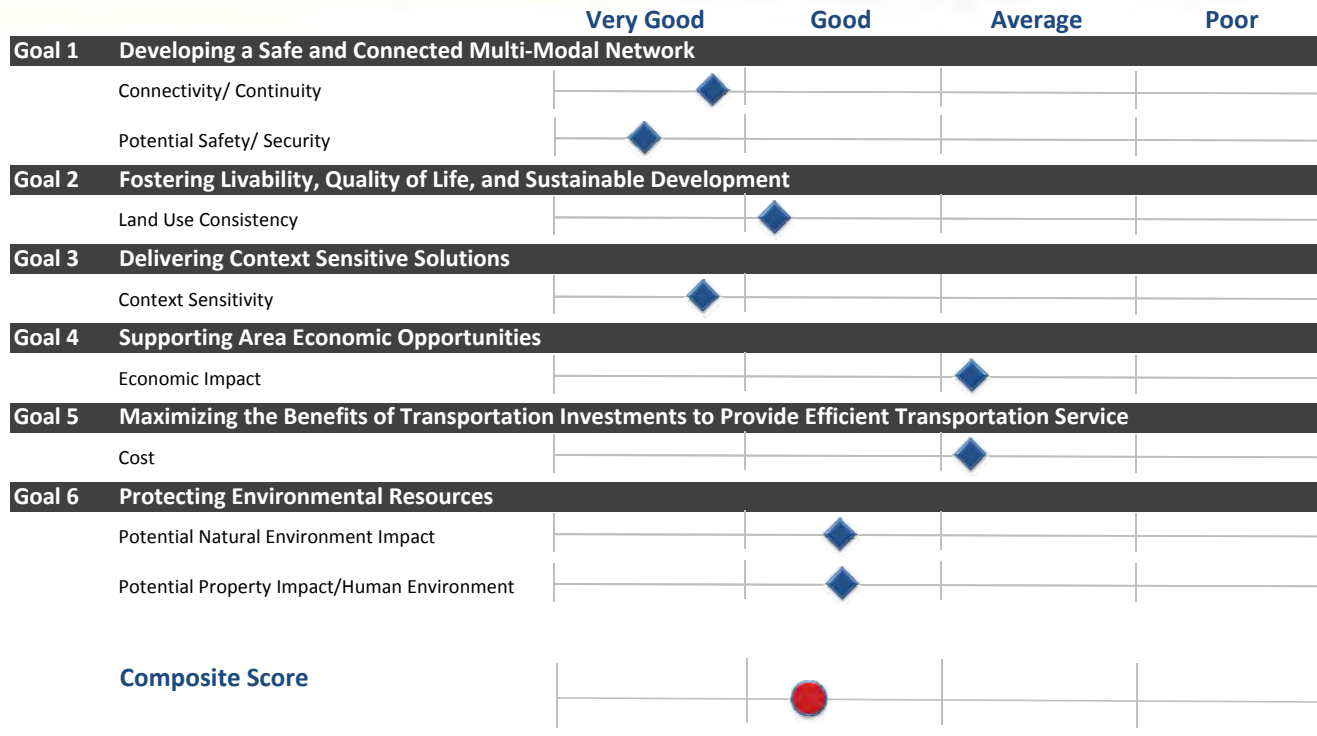 Very Good Good Average Poor
Goal 1 Developing a Safe and Connected Multi-Modal Network
Connectivity/ Continuity
Potential Safety/ Security
Goal 2 Fostering Livability, Quality of Life, and Sustainable Development
Land Use Consistency
Goal 3 Delivering Context Sensitive Solutions
Context Sensitivity
Goal 4 Supporting Area Economic Opportunities
Economic Impact
Goal 5 Maximizing the Benefits of Transportation Investments to Provide Efficient Transportation Service
Cost
Goal 6 Protecting Environmental Resources
Potential Natural Environment Impact
Potential Property Impact/Human Environment
Composite Score